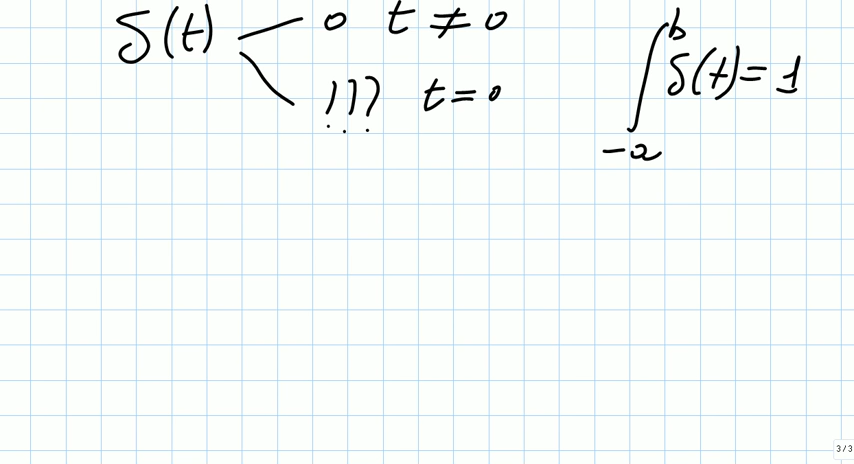 δ(t) 0 t ≠ 0
!!? t = 0
∫_{-a}^{b} δ(t) = 1
3/3